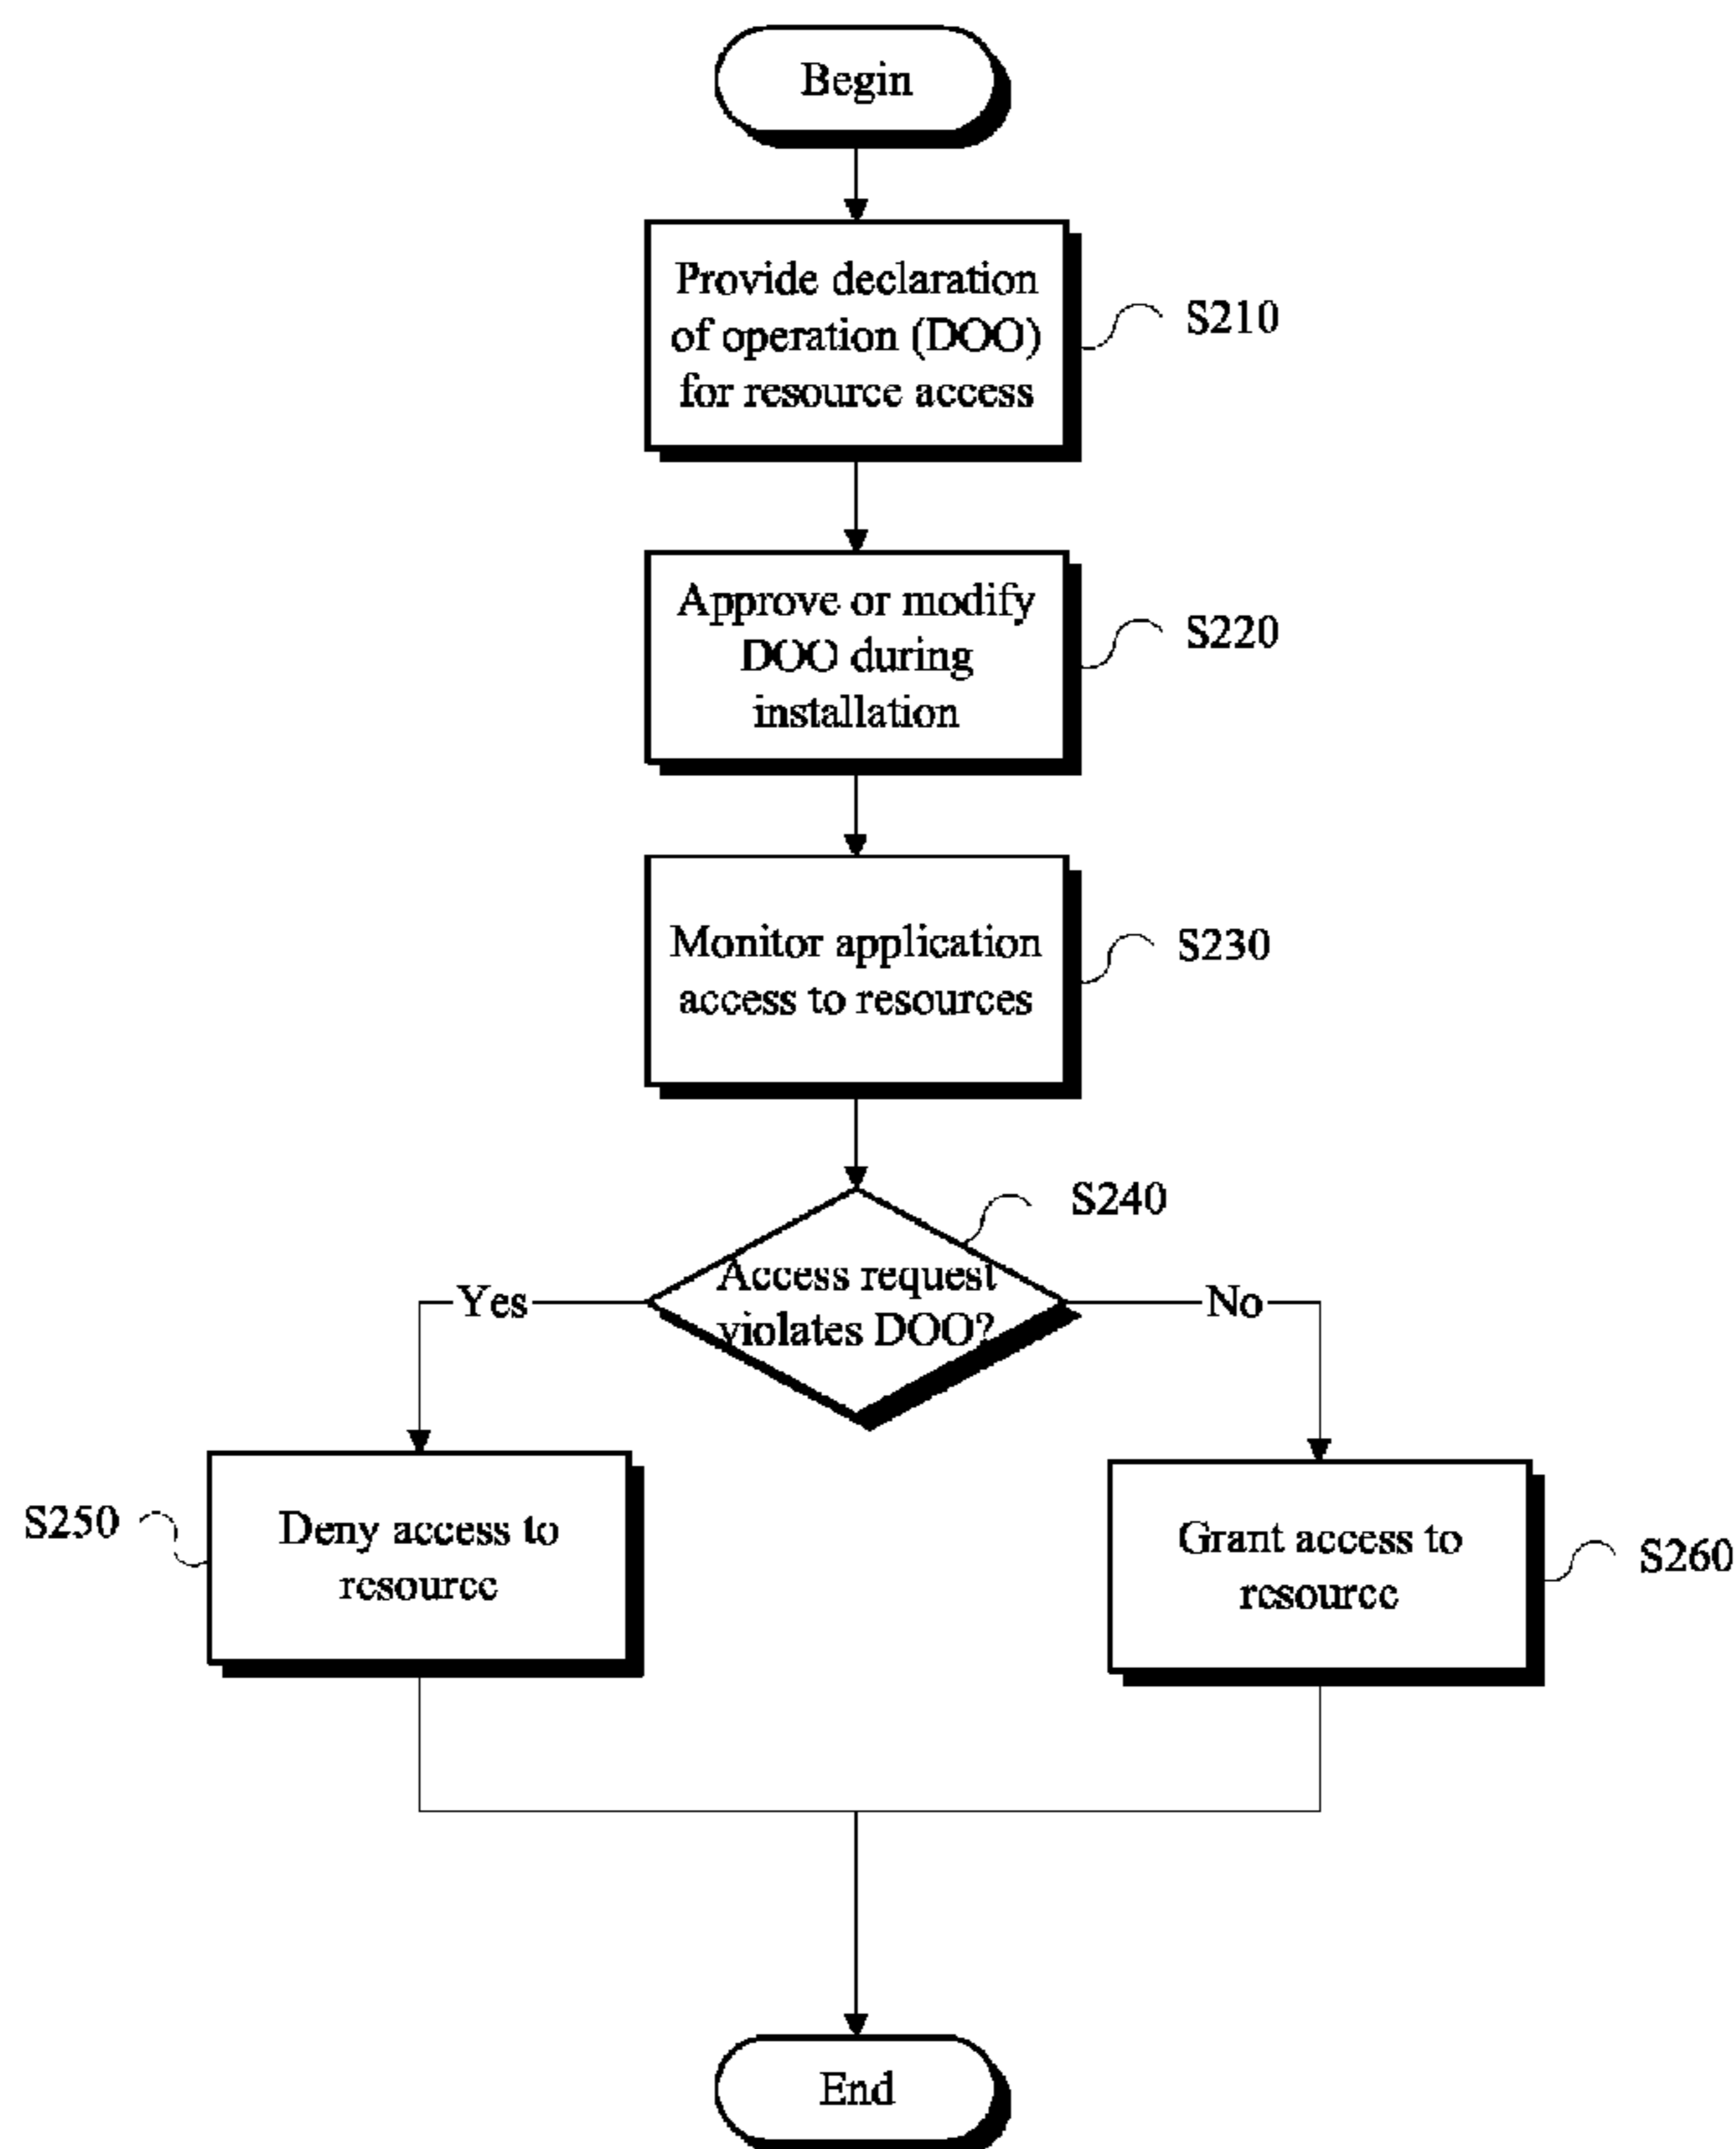 Begin
Provide declaration
of operation (DOO)
for resource access
S210
Approve or modify
DOO during
installation
S220
Monitor application
access to resources
S230
S240
Access request
violates DOO?
Yes
No
S250
Deny access to
resource
Grant access to
resource
S260
End